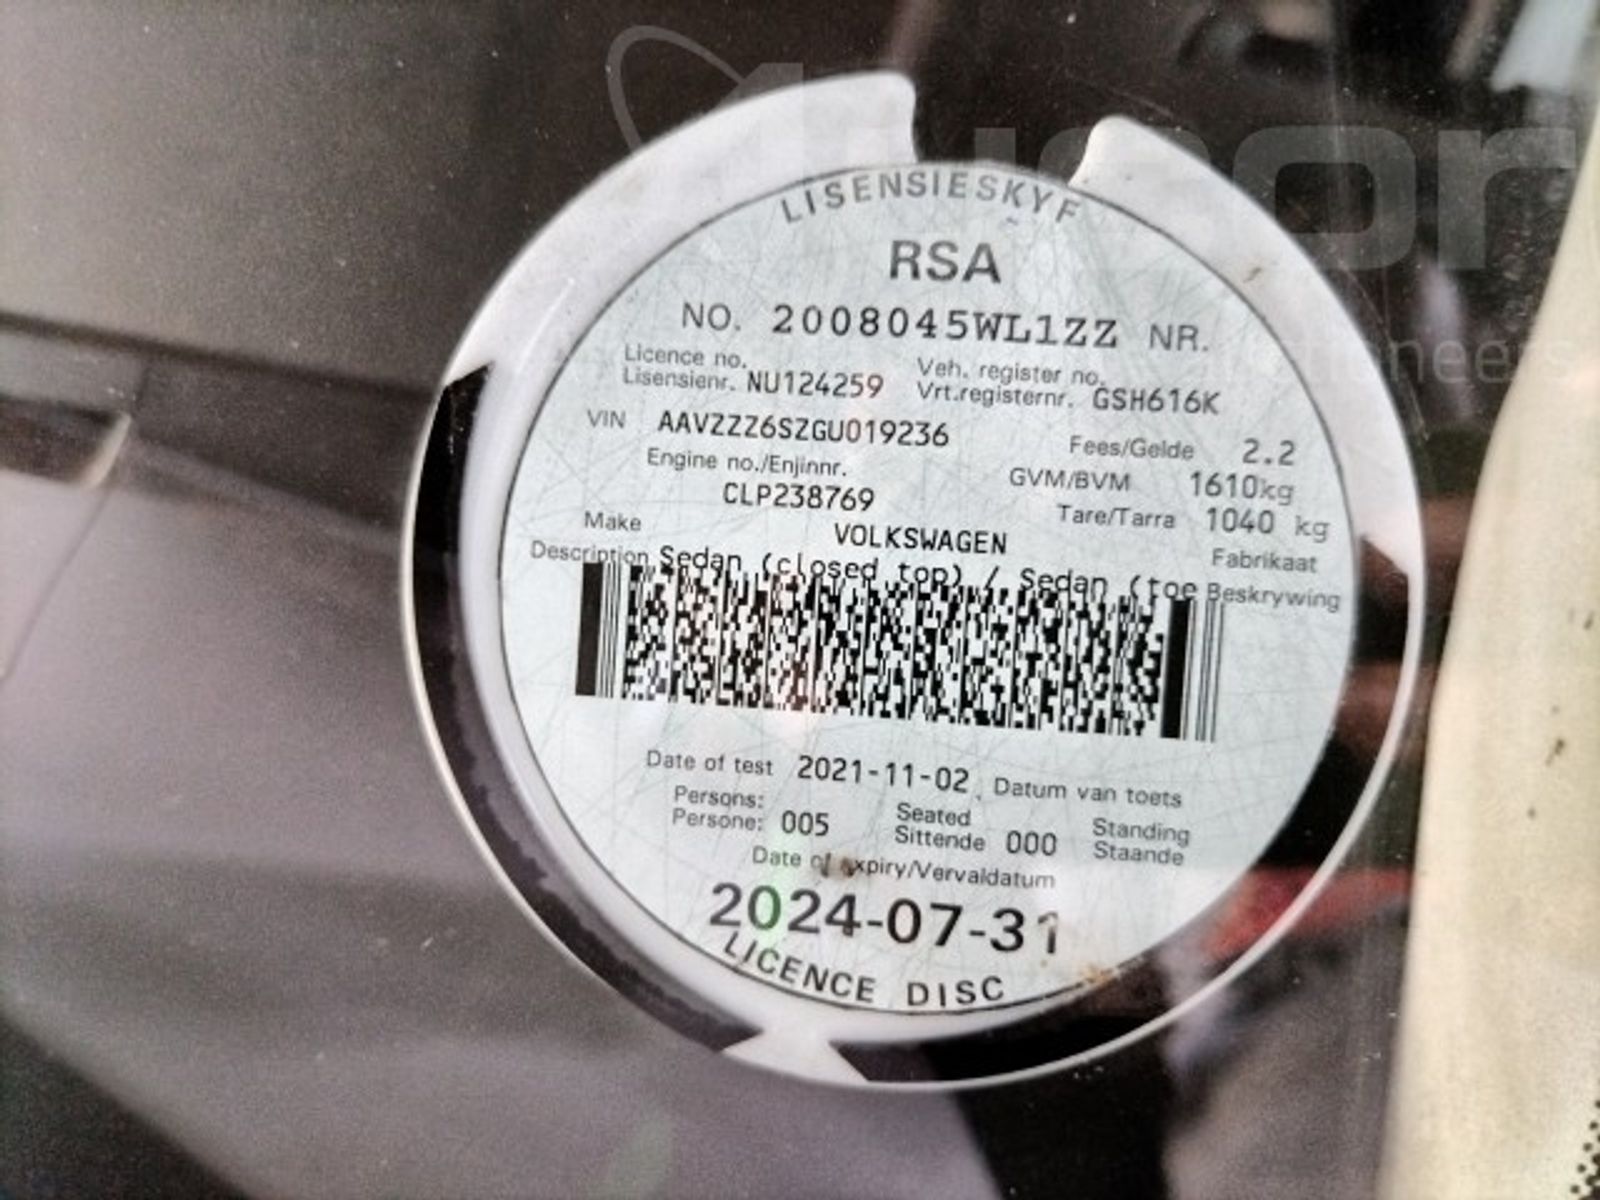 LISENSIESKYF
RSA
NO. 2008045WL1ZZ NR.
Licence no. Veh. register no.
Lisensienr. NU124259 Vrt.registernr. GSH616K
VIN AAVZZZ6SZGU019236 Fees/Gelde 2.2
Engine no./Enjinnr. GVM/BVM 1610kg
CLP238769 Tare/Tarra 1040 kg
Make VOLKSWAGEN Fabrikaat
Description Sedan (closed top) / Sedan (toe Beskrywing
Date of test 2021-11-02 Datum van toets
Persons: Seated Standing
Persone: 005 Sittende 000 Staande
Date of expiry/Vervaldatum
2024-07-31
LICENCE DISC